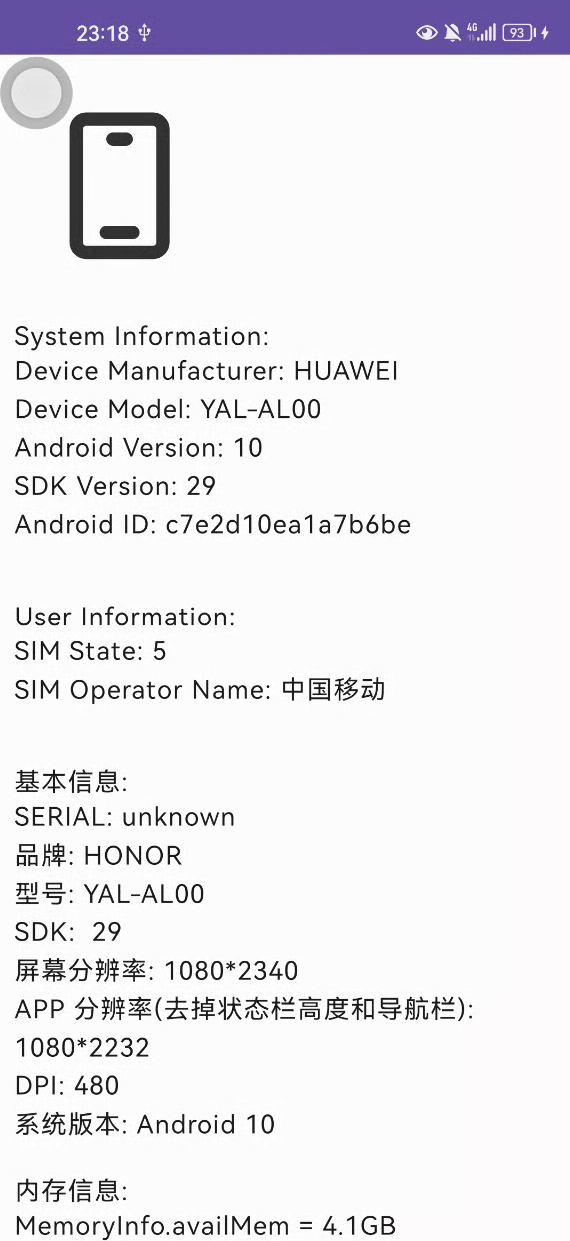 23:18
4G
93
System Information:
Device Manufacturer: HUAWEI
Device Model: YAL-AL00
Android Version: 10
SDK Version: 29
Android ID: c7e2d10ea1a7b6be
User Information:
SIM State: 5
SIM Operator Name: 中国移动
基本信息:
SERIAL: unknown
品牌: HONOR
型号: YAL-AL00
SDK:  29
屏幕分辨率: 1080*2340
APP 分辨率(去掉状态栏高度和导航栏):
1080*2232
DPI: 480
系统版本: Android 10
内存信息:
MemoryInfo.availMem = 4.1GB